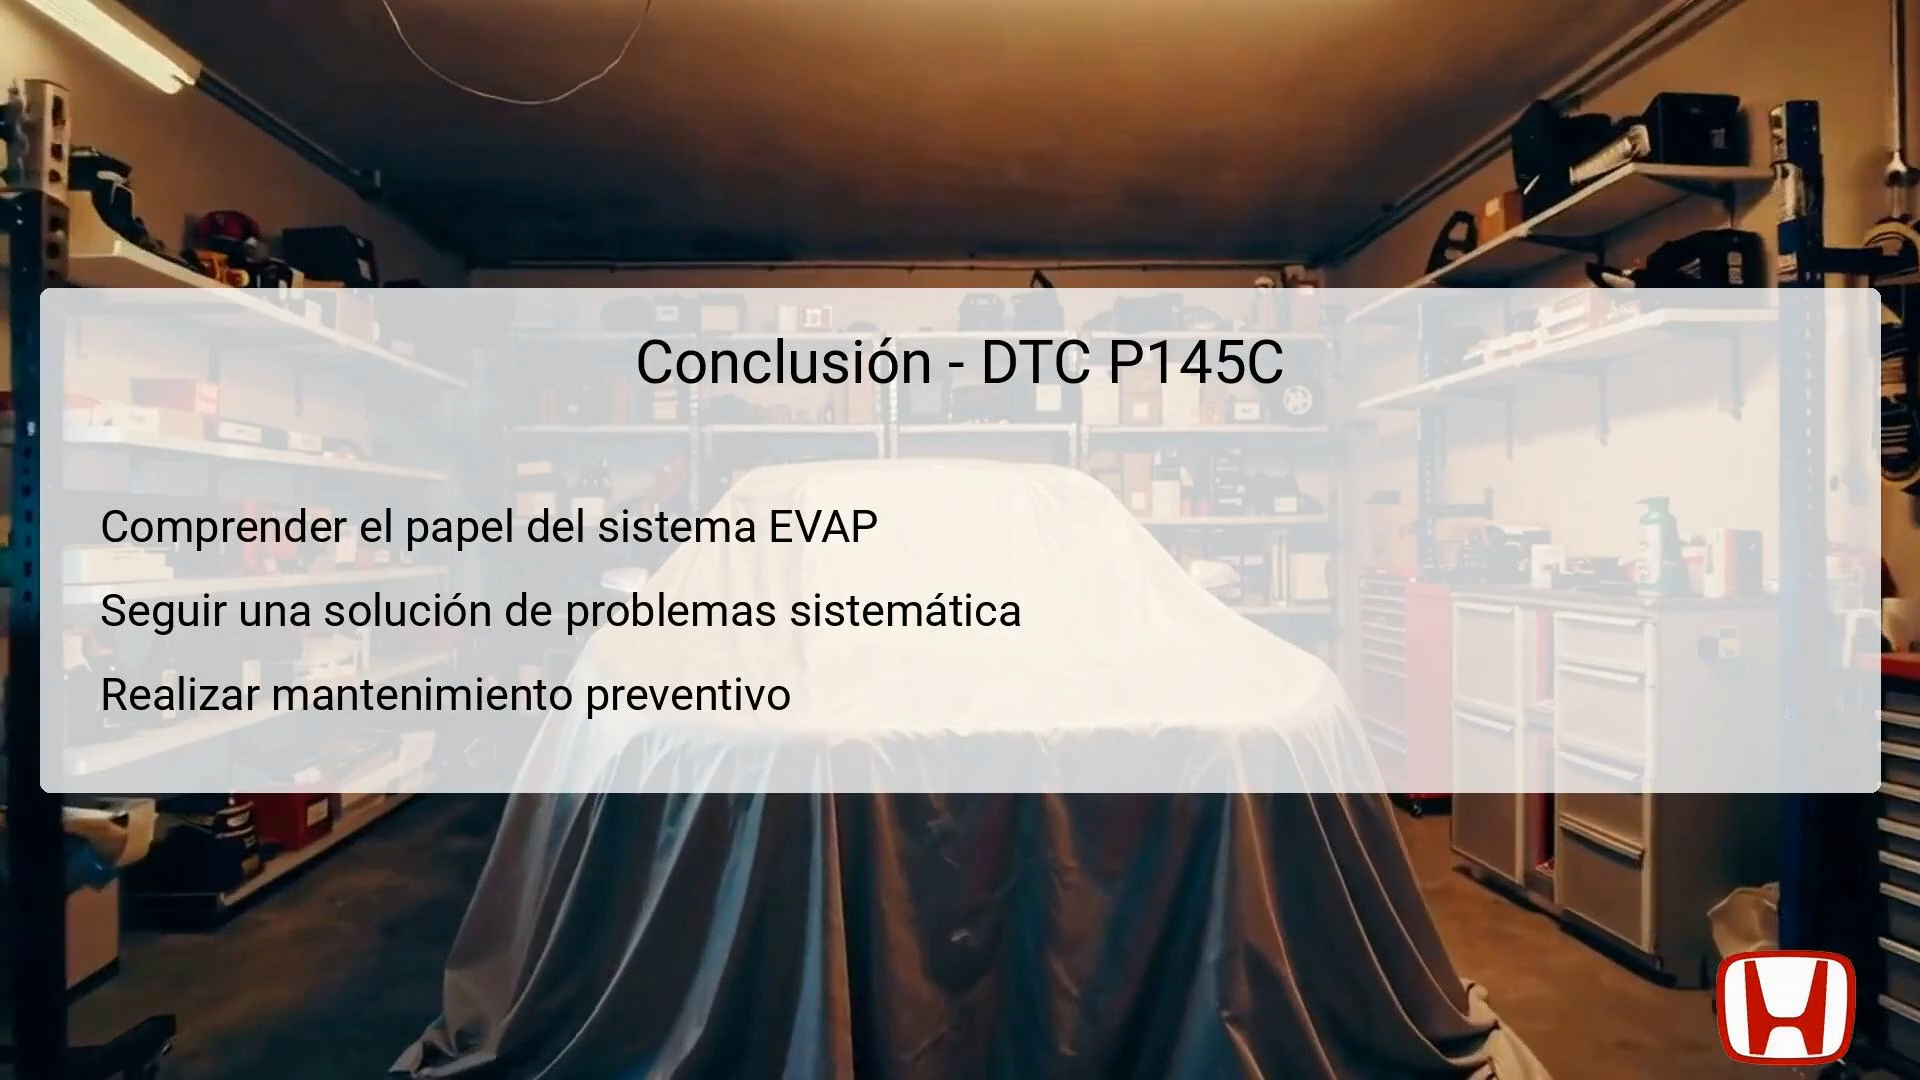 Conclusión - DTC P145C
Comprender el papel del sistema EVAP
Seguir una solución de problemas sistemática
Realizar mantenimiento preventivo